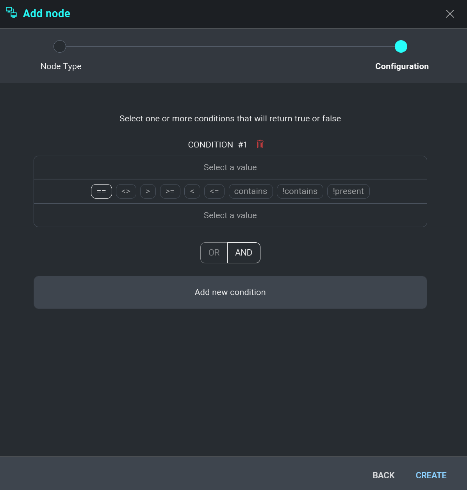 Add node
Node Type
Configuration
Select one or more conditions that will return true or false
CONDITION #1
Select a value
== <> > >= < <= contains !contains !present
Select a value
OR AND
Add new condition
BACK CREATE